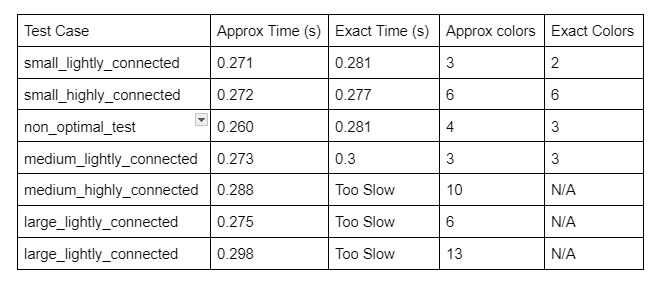 Test Case Approx Time (s) Exact Time (s) Approx colors Exact Colors
small_lightly_connected 0.271 0.281 3 2
small_highly_connected 0.272 0.277 6 6
non_optimal_test 0.260 0.281 4 3
medium_lightly_connected 0.273 0.3 3 3
medium_highly_connected 0.288 Too Slow 10 N/A
large_lightly_connected 0.275 Too Slow 6 N/A
large_lightly_connected 0.298 Too Slow 13 N/A